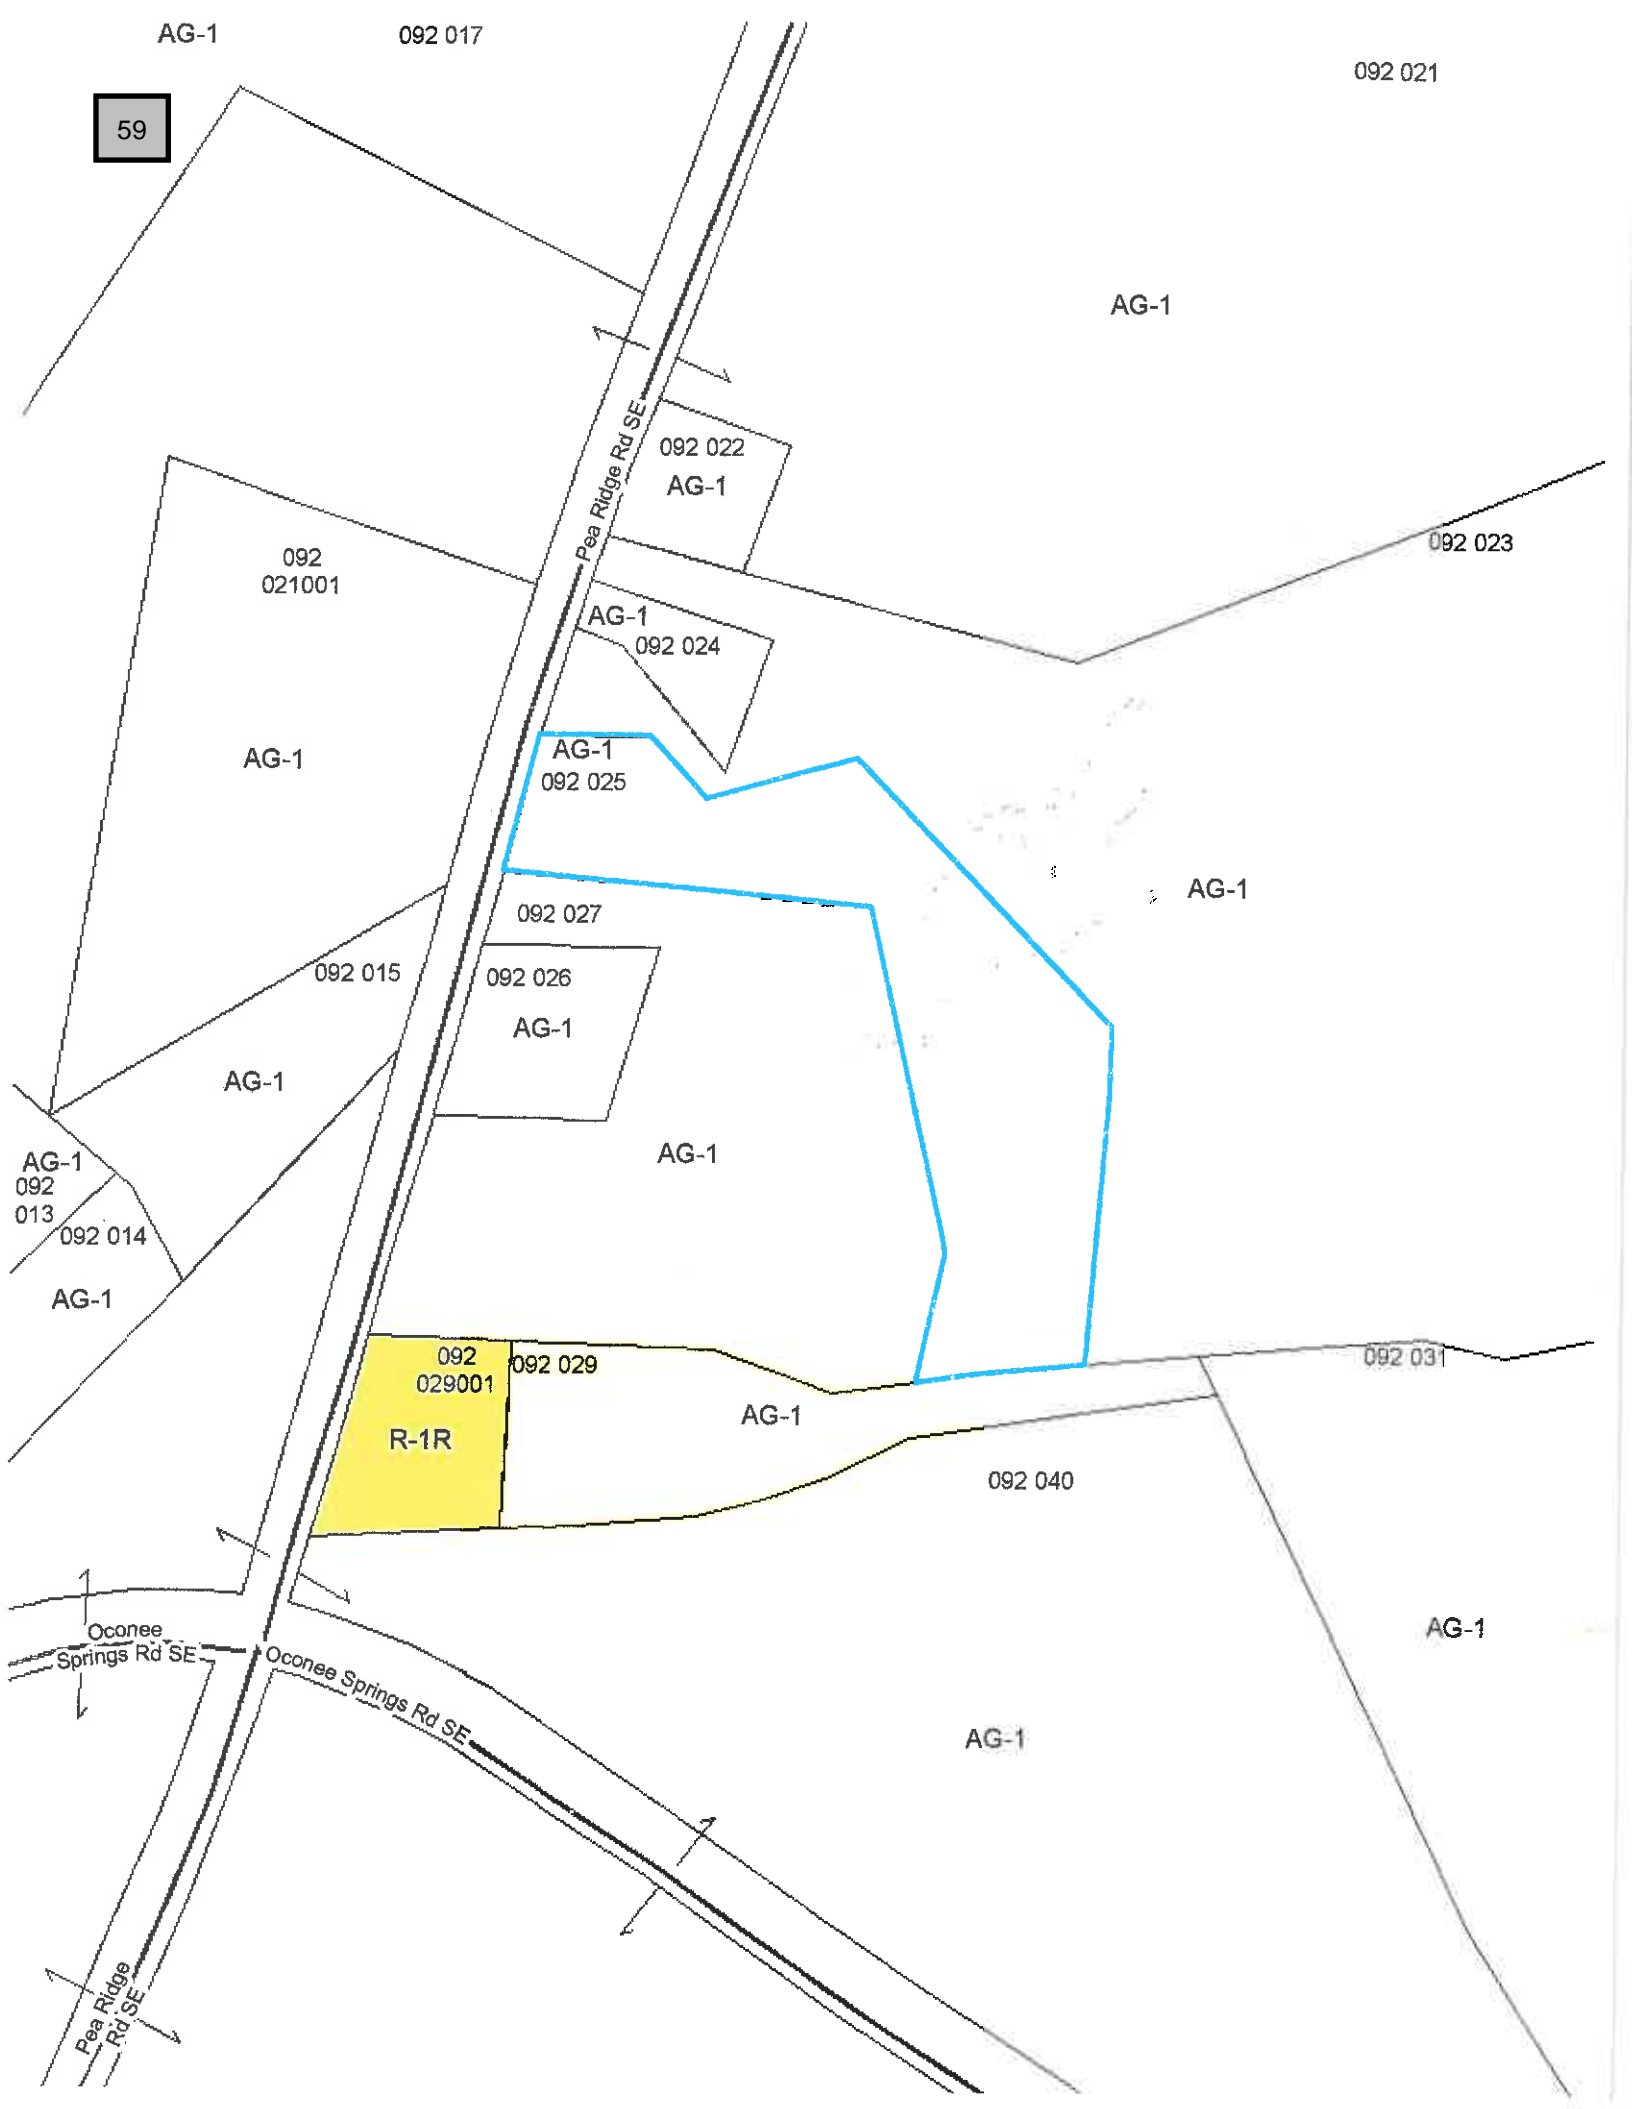 AG-1
092 017
092 021
59
AG-1
Pea Ridge Rd SE
092 022
AG-1
092 023
092
021001
AG-1
092 024
AG-1
AG-1
092 025
AG-1
092 027
092 015
092 026
AG-1
AG-1
AG-1
AG-1
092
013
092 014
AG-1
092
029001
092 029
092 031
R-1R
AG-1
092 040
Oconee
Springs Rd SE
Oconee Springs Rd SE
AG-1
AG-1
Pea Ridge
Rd SE